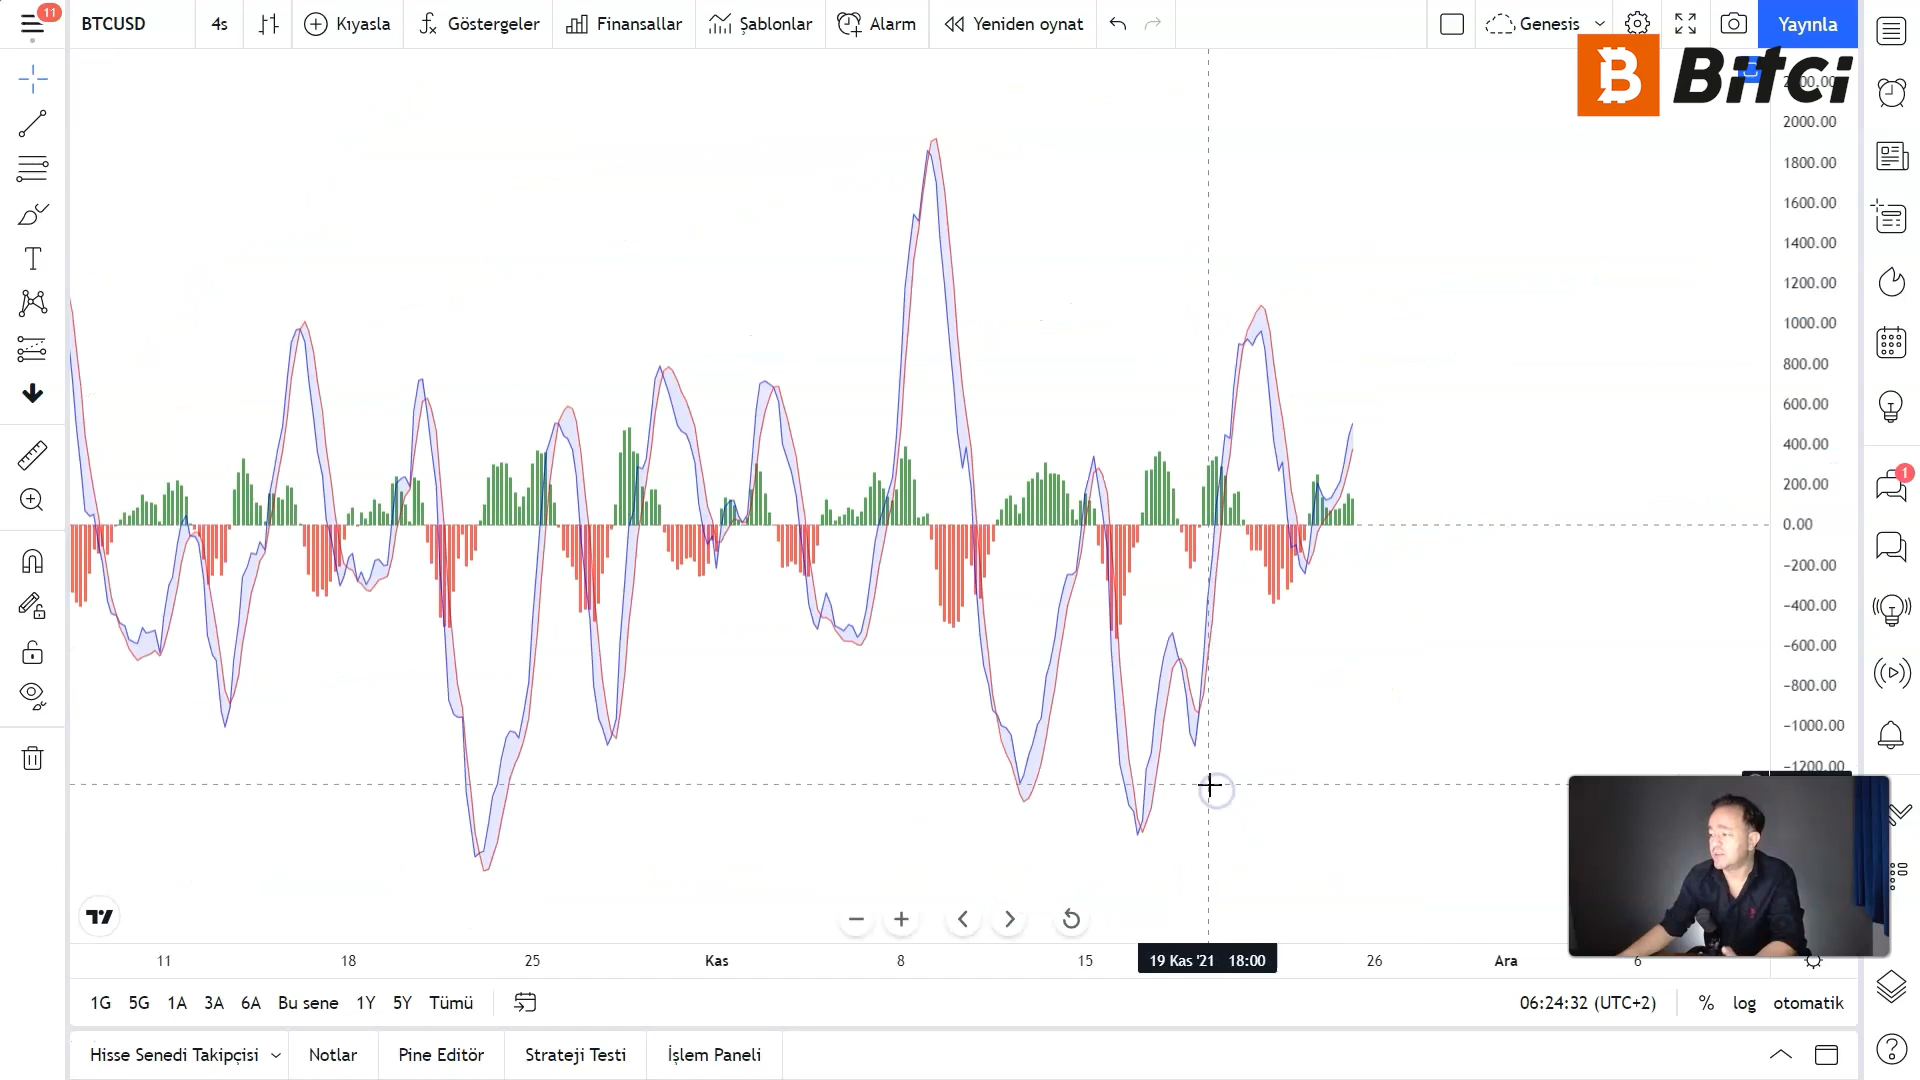 11
BTCUSD
4s
Kıyasla
Göstergeler
Finansallar
Şablonlar
Alarm
Yeniden oynat
Genesis
Yayınla
Bitci
2000.00
1800.00
1600.00
1400.00
1200.00
1000.00
800.00
600.00
400.00
200.00
0.00
-200.00
-400.00
-600.00
-800.00
-1000.00
-1200.00
1
11
18
25
Kas
8
15
19 Kas '21 18:00
26
Ara
6
1G
5G
1A
3A
6A
Bu sene
1Y
5Y
Tümü
06:24:32 (UTC+2)
%
log
otomatik
Hisse Senedi Takipçisi
Notlar
Pine Editör
Strateji Testi
İşlem Paneli